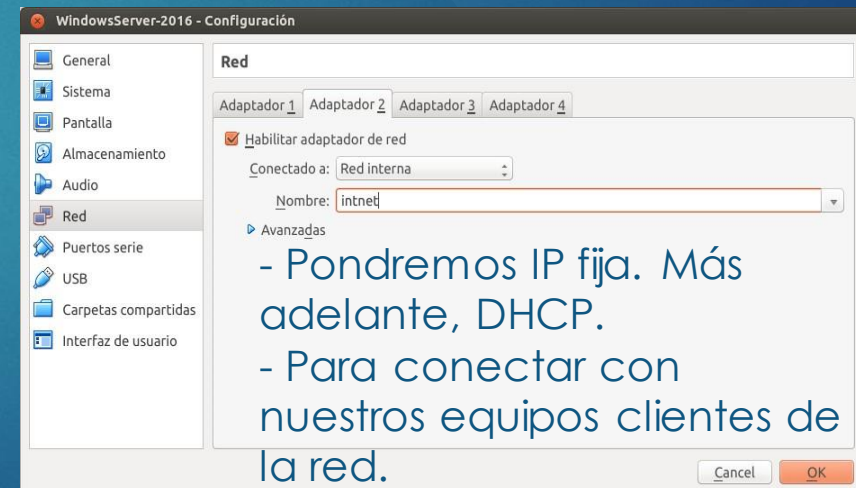 WindowsServer-2016 - Configuración
General
Sistema
Pantalla
Almacenamiento
Audio
Red
Puertos serie
USB
Carpetas compartidas
Interfaz de usuario
Red
Adaptador 1 Adaptador 2 Adaptador 3 Adaptador 4
Habilitar adaptador de red
Conectado a: Red interna
Nombre: intnet
Avanzadas
- Pondremos IP fija. Más
adelante, DHCP.
- Para conectar con
nuestros equipos clientes de
la red.
Cancel OK